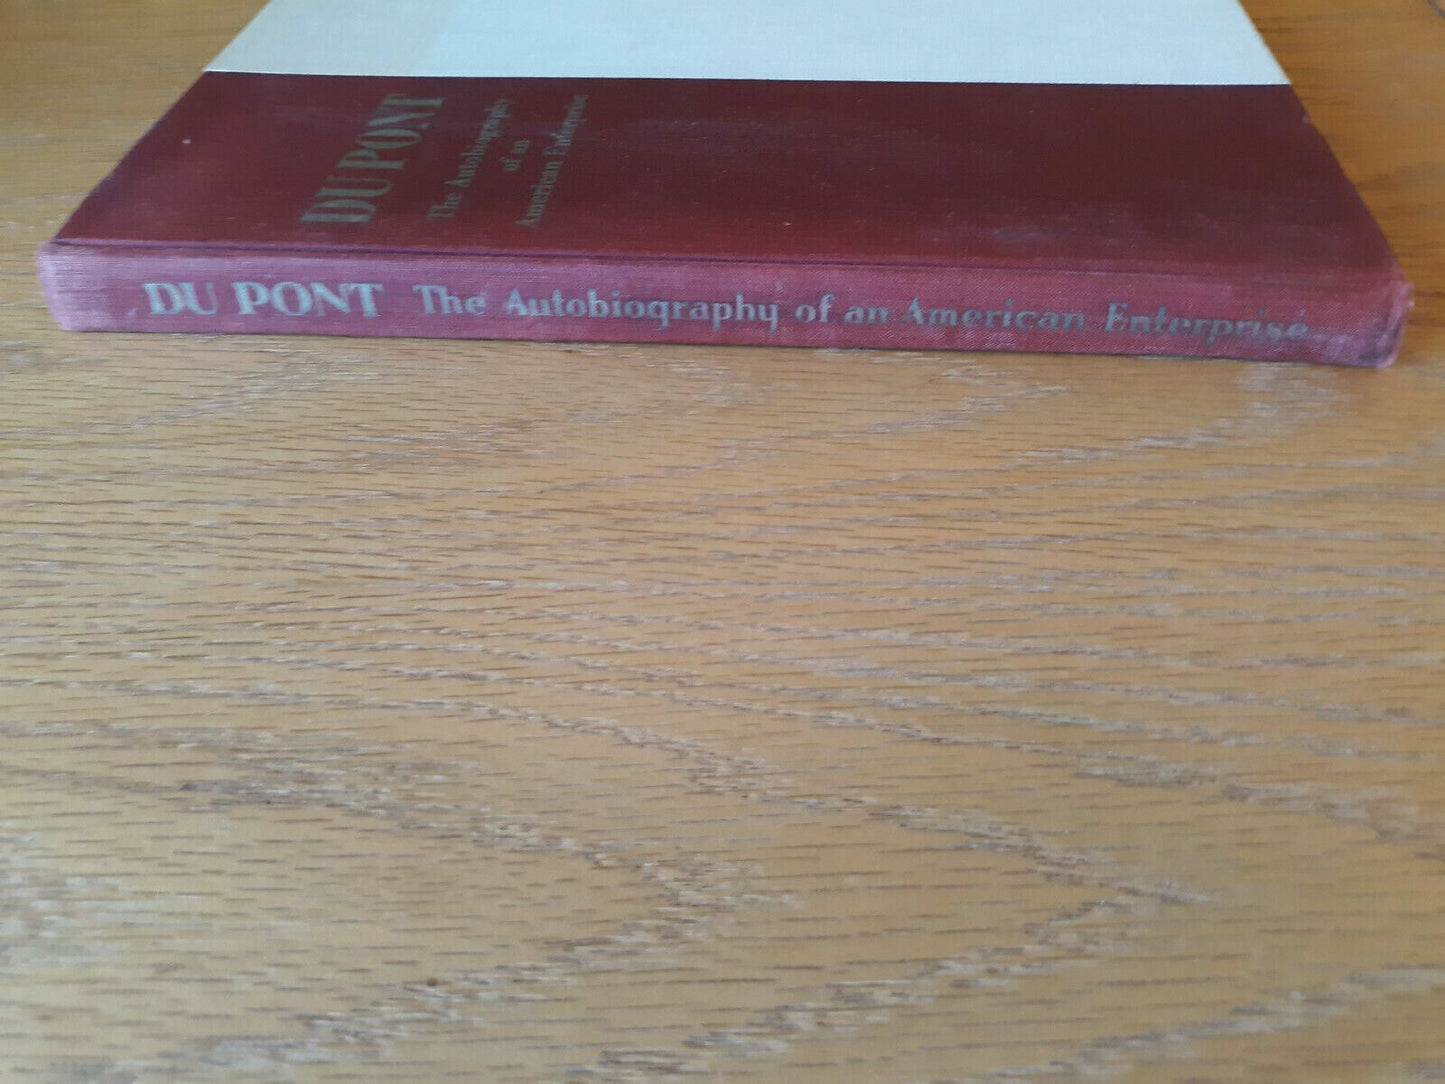 DU PONT
The Autobiography
of an
American Enterprise
DU PONT The Autobiography of an American Enterprise